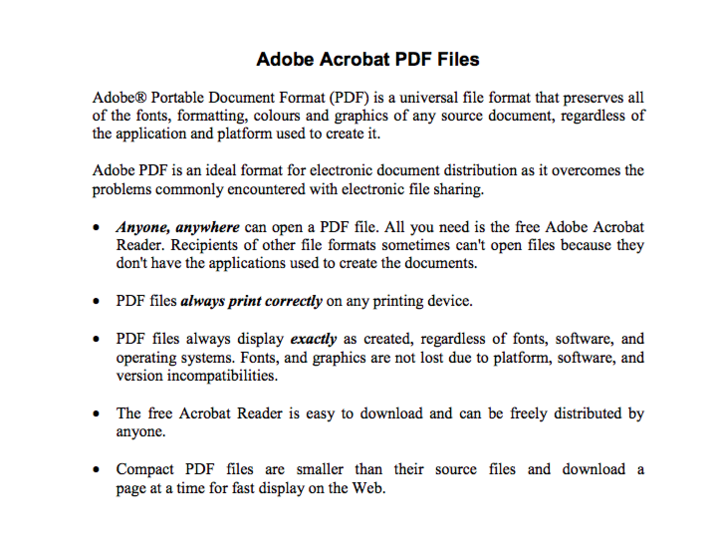 Adobe Acrobat PDF Files
Adobe® Portable Document Format (PDF) is a universal file format that preserves all
of the fonts, formatting, colours and graphics of any source document, regardless of
the application and platform used to create it.
Adobe PDF is an ideal format for electronic document distribution as it overcomes the
problems commonly encountered with electronic file sharing.
• Anyone, anywhere can open a PDF file. All you need is the free Adobe Acrobat
Reader. Recipients of other file formats sometimes can't open files because they
don't have the applications used to create the documents.
• PDF files always print correctly on any printing device.
• PDF files always display exactly as created, regardless of fonts, software, and
operating systems. Fonts, and graphics are not lost due to platform, software, and
version incompatibilities.
• The free Acrobat Reader is easy to download and can be freely distributed by
anyone.
• Compact PDF files are smaller than their source files and download a
page at a time for fast display on the Web.